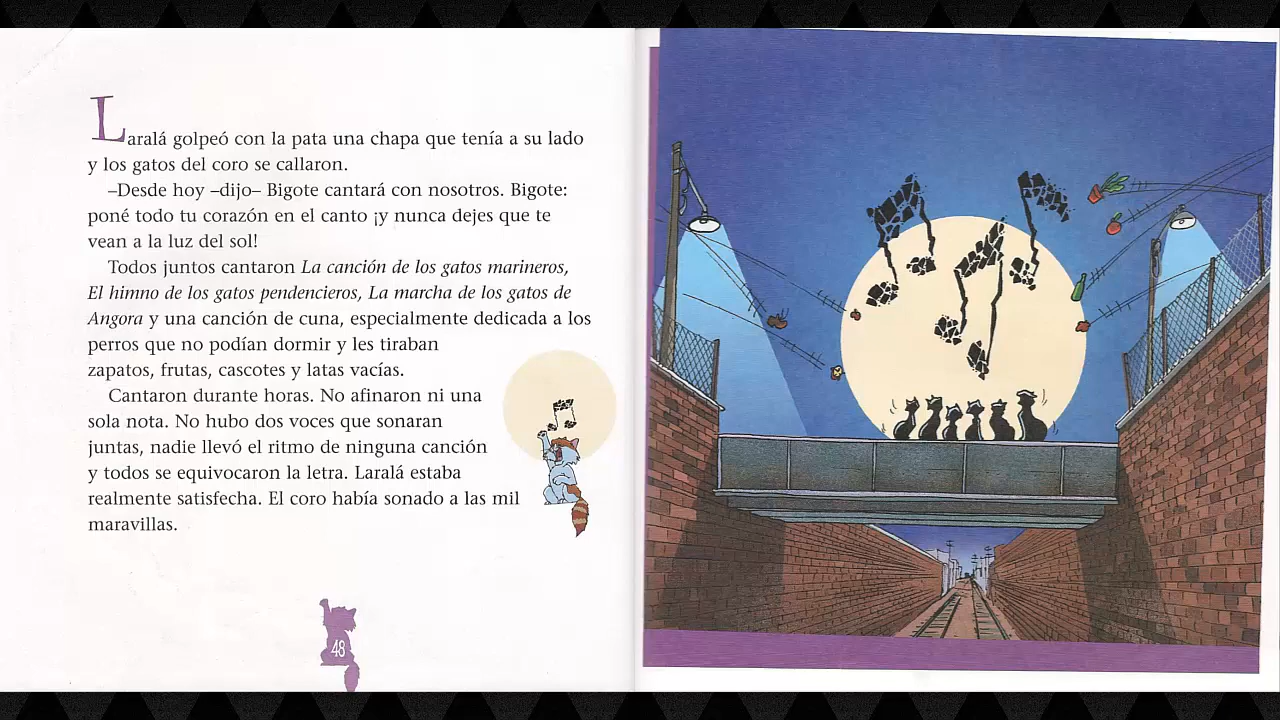 Laralá golpeó con la pata una chapa que tenía a su lado
y los gatos del coro se callaron.
–Desde hoy –dijo– Bigote cantará con nosotros. Bigote:
poné todo tu corazón en el canto ¡y nunca dejes que te
vean a la luz del sol!
Todos juntos cantaron La canción de los gatos marineros,
El himno de los gatos pendencieros, La marcha de los gatos de
Angora y una canción de cuna, especialmente dedicada a los
perros que no podían dormir y les tiraban
zapatos, frutas, cascotes y latas vacías.
Cantaron durante horas. No afinaron ni una
sola nota. No hubo dos voces que sonaran
juntas, nadie llevó el ritmo de ninguna canción
y todos se equivocaron la letra. Laralá estaba
realmente satisfecha. El coro había sonado a las mil
maravillas.
48